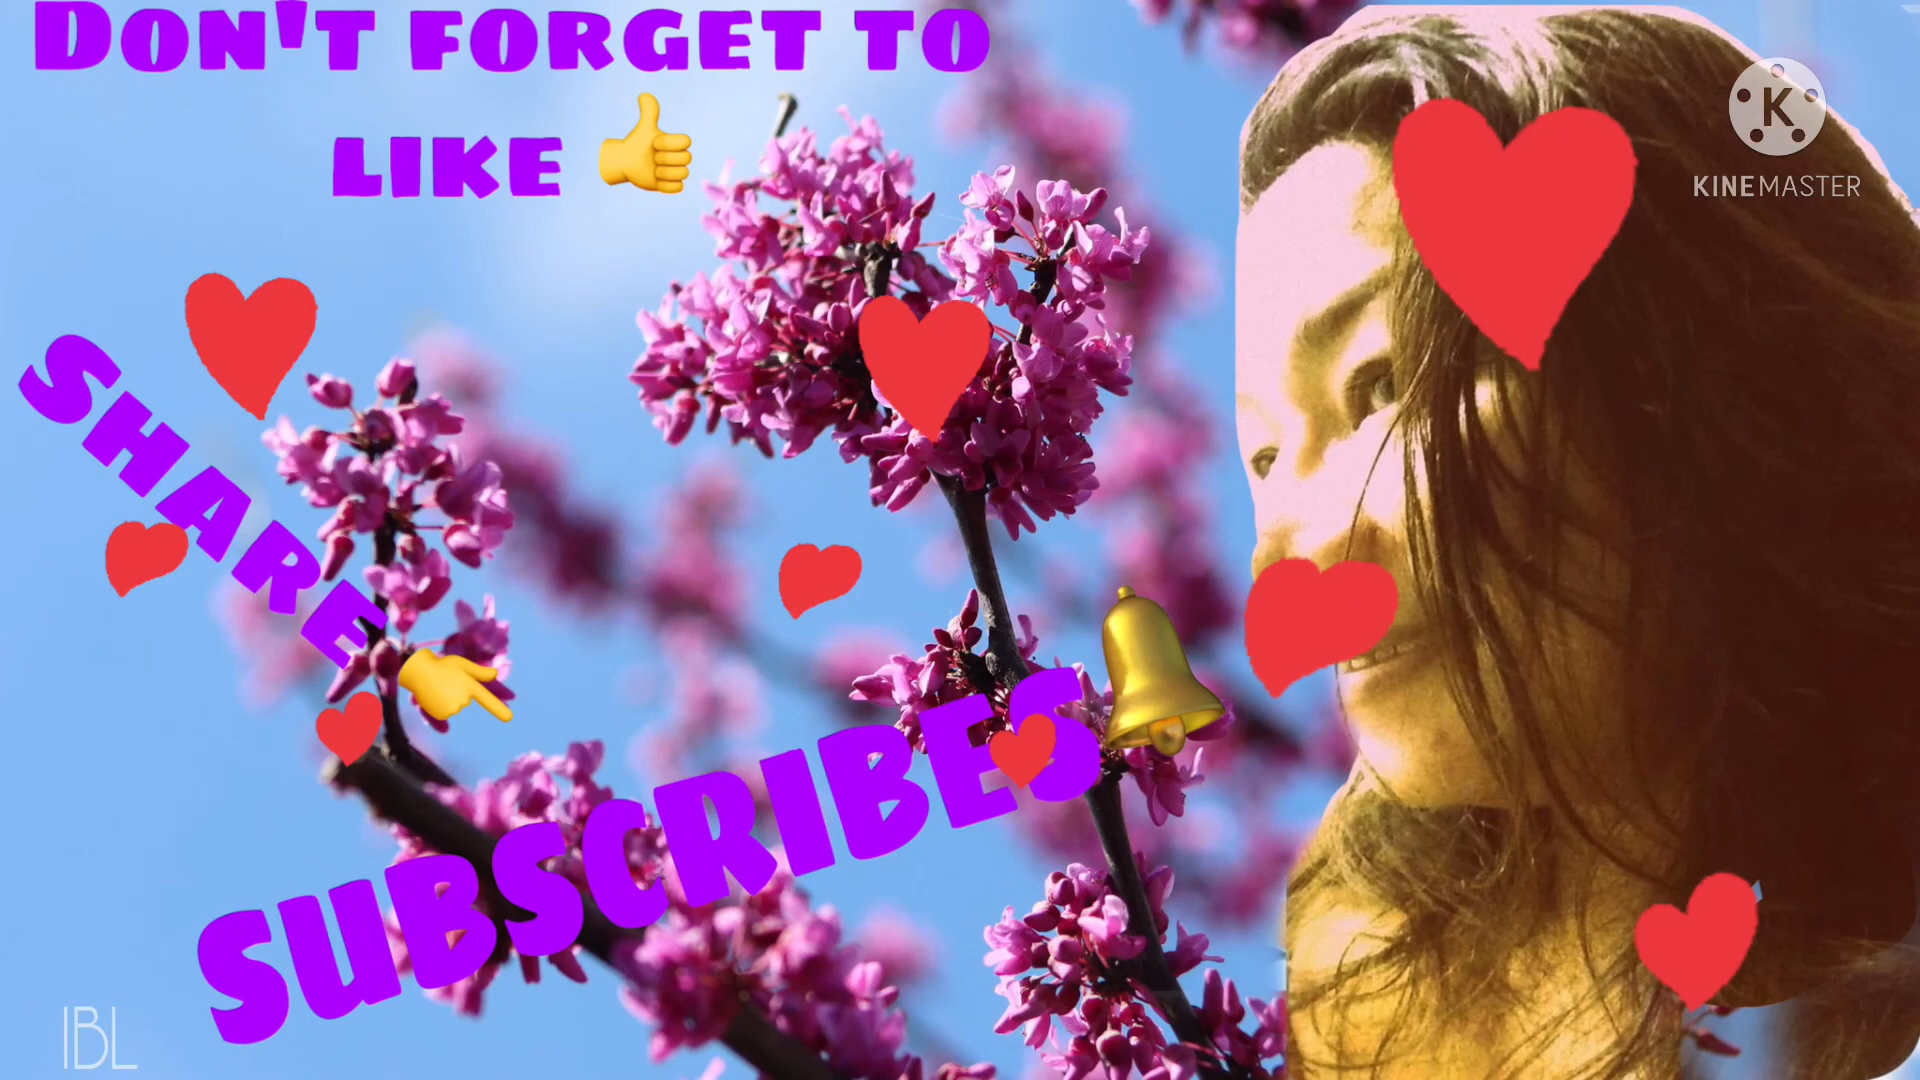 Don't forget to
like 👍
K
KINEMASTER
Share 👉
Subscribes 🔔
IBL